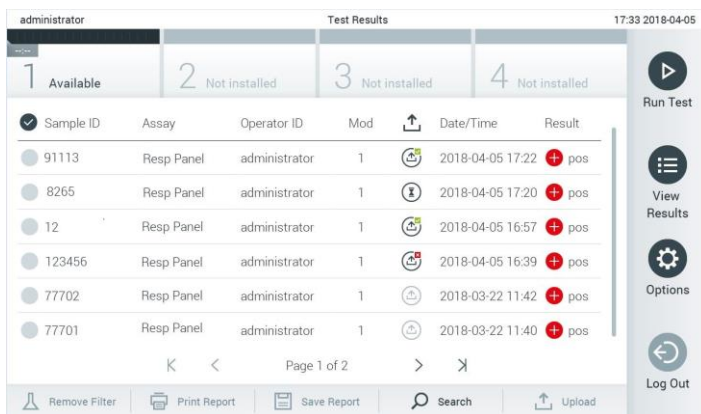 administrator Test Results 17:33 2018-04-05
--:--
1 Available 2 Not installed 3 Not installed 4 Not installed
Run Test
Sample ID Assay Operator ID Mod Date/Time Result
91113 Resp Panel administrator 1 2018-04-05 17:22 pos
8265 Resp Panel administrator 1 2018-04-05 17:20 pos
View
Results
12 Resp Panel administrator 1 2018-04-05 16:57 pos
123456 Resp Panel administrator 1 2018-04-05 16:39 pos
77702 Resp Panel administrator 1 2018-03-22 11:42 pos
Options
77701 Resp Panel administrator 1 2018-03-22 11:40 pos
Page 1 of 2
Log Out
Remove Filter Print Report Save Report Search Upload